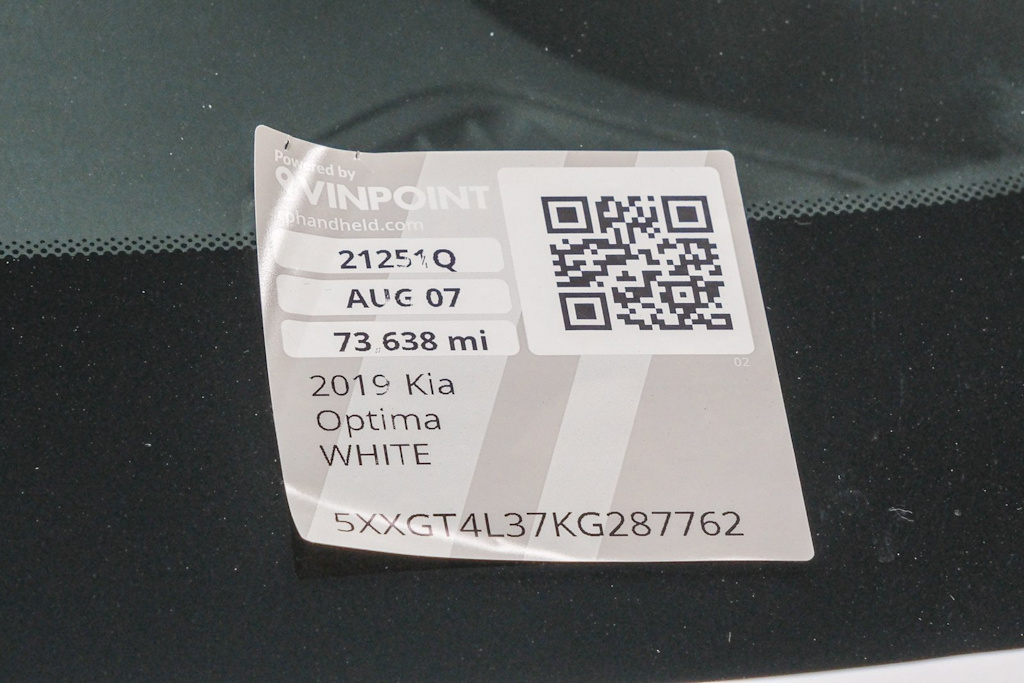 Powered by
VINPOINT
vphandheld.com
21251Q
AUG 07
73,638 mi
02
2019 Kia
Optima
WHITE
5XXGT4L37KG287762